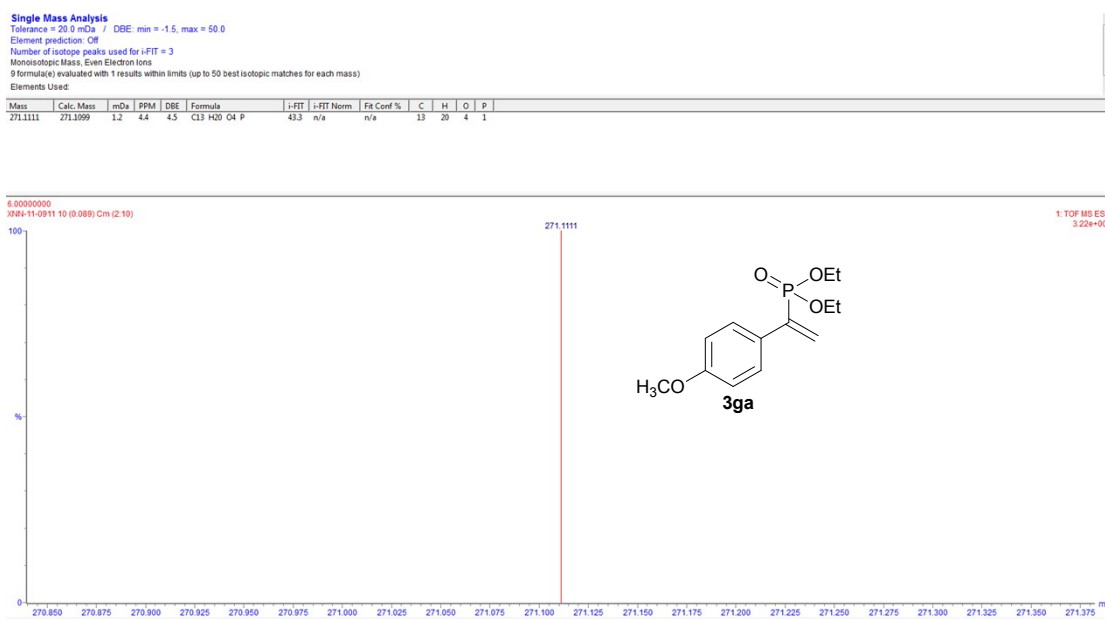 Single Mass Analysis
Tolerance = 20.0 mDa / DBE: min = -1.5, max = 50.0
Element prediction: Off
Number of isotope peaks used for i-FIT = 3
Monoisotopic Mass, Even Electron Ions
9 formula(e) evaluated with 1 results within limits (up to 50 best isotopic matches for each mass)
Elements Used:
Mass Calc. Mass mDa PPM DBE Formula i-FIT i-FIT Norm Fit Conf % C H O P
271.1111 271.1099 1.2 4.4 4.5 C13 H20 O4 P 43.3 n/a n/a 13 20 4 1
6.00000000
XNN-11-0911 10 (0.089) Cm (2:10)
1: TOF MS ES
3.22e+00
271.1111
100
%
0
O
P
OEt
OEt
H3CO
3ga
270.850 270.875 270.900 270.925 270.950 270.975 271.000 271.025 271.050 271.075 271.100 271.125 271.150 271.175 271.200 271.225 271.250 271.275 271.300 271.325 271.350 271.375